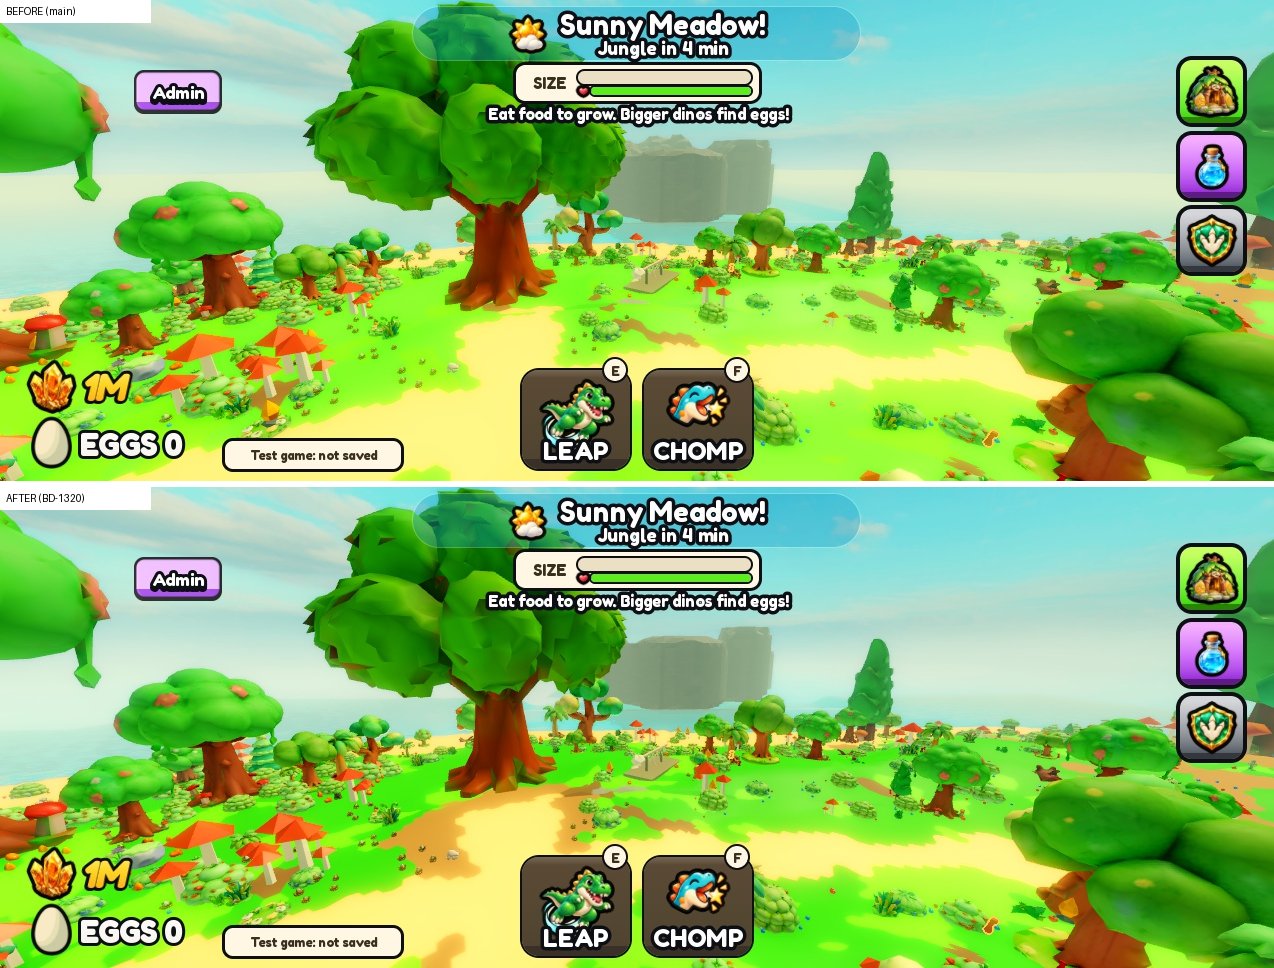 BEFORE (main)
Sunny Meadow!
Jungle in 4 min
SIZE
Eat food to grow. Bigger dinos find eggs!
Admin
1M
EGGS 0
Test game: not saved
E
LEAP
F
CHOMP
AFTER (BD-1320)
Sunny Meadow!
Jungle in 4 min
SIZE
Eat food to grow. Bigger dinos find eggs!
Admin
1M
EGGS 0
Test game: not saved
E
LEAP
F
CHOMP